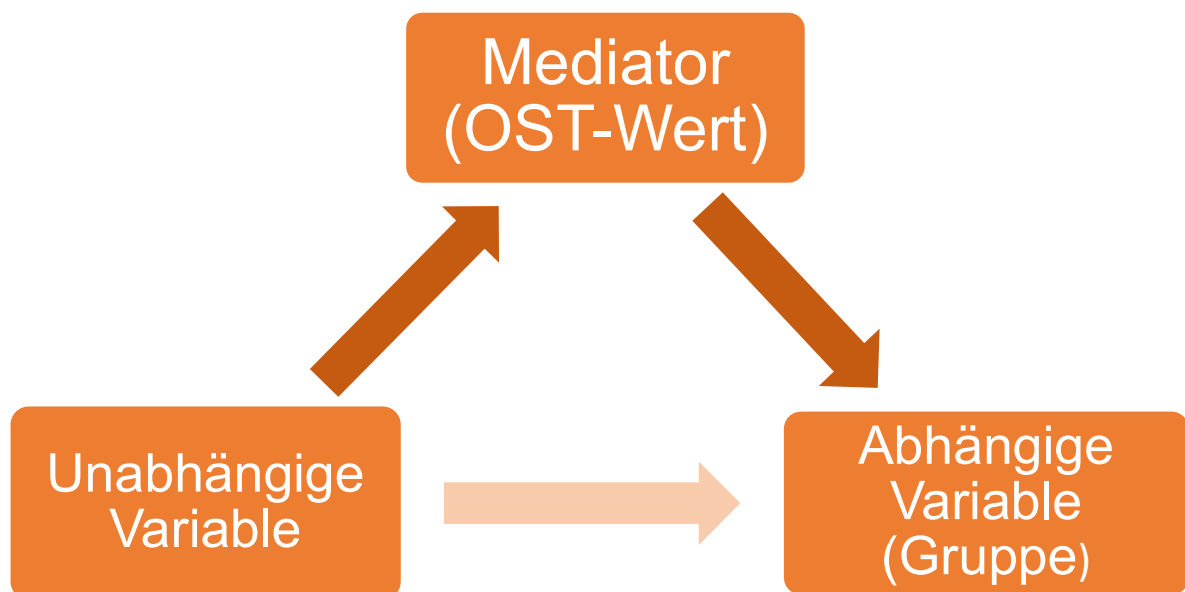 Mediator
(OST-Wert)
Unabhängige
Variable
Abhängige
Variable
(Gruppe)